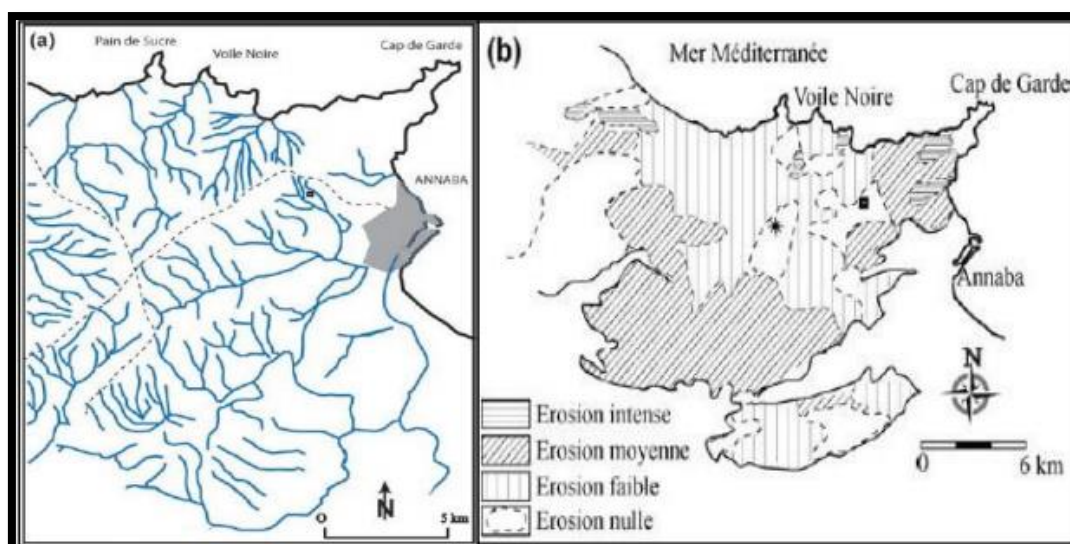 (a)
Pain de Sucre
Voile Noire
Cap de Garde
ANNABA
N
0 5 km
(b)
Mer Méditerranée
Voile Noire
Cap de Garde
Annaba
N
Erosion intense
Erosion moyenne
Erosion faible
Erosion nulle
0 6 km